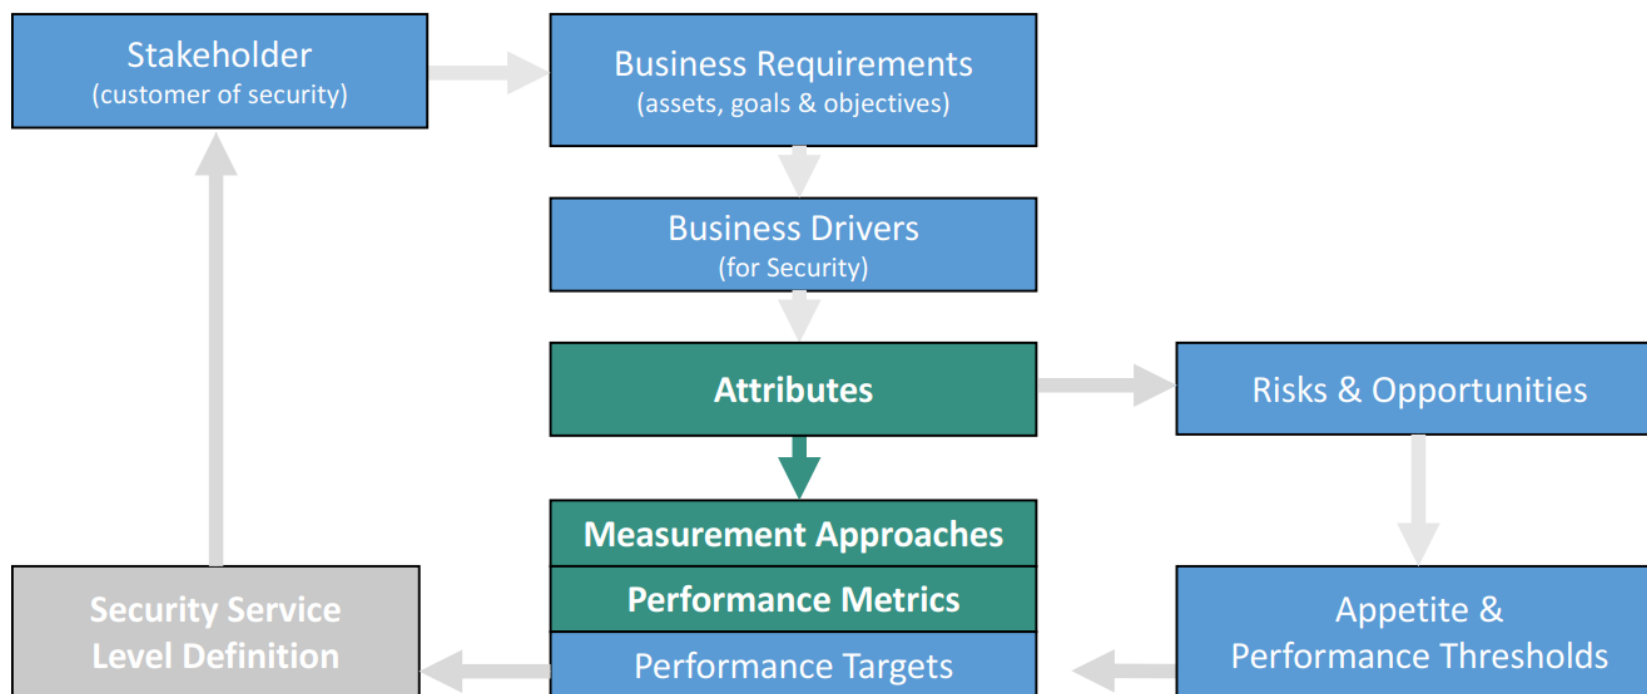 Stakeholder
(customer of security)
Business Requirements
(assets, goals & objectives)
Business Drivers
(for Security)
Attributes
Risks & Opportunities
Measurement Approaches
Performance Metrics
Performance Targets
Appetite &
Performance Thresholds
Security Service
Level Definition